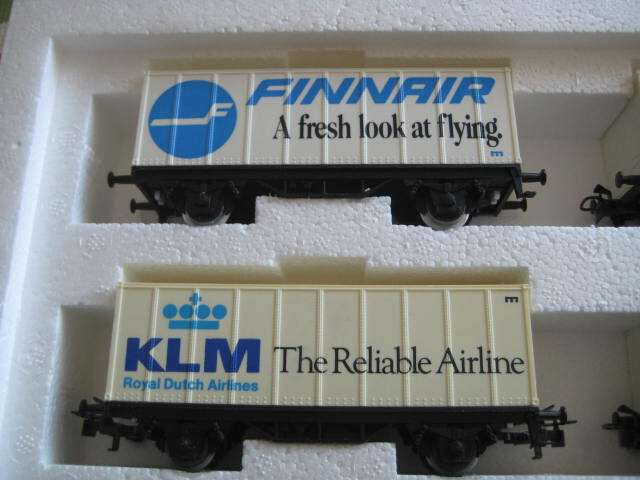 FINNAIR
A fresh look at flying.
KLM
Royal Dutch Airlines
The Reliable Airline